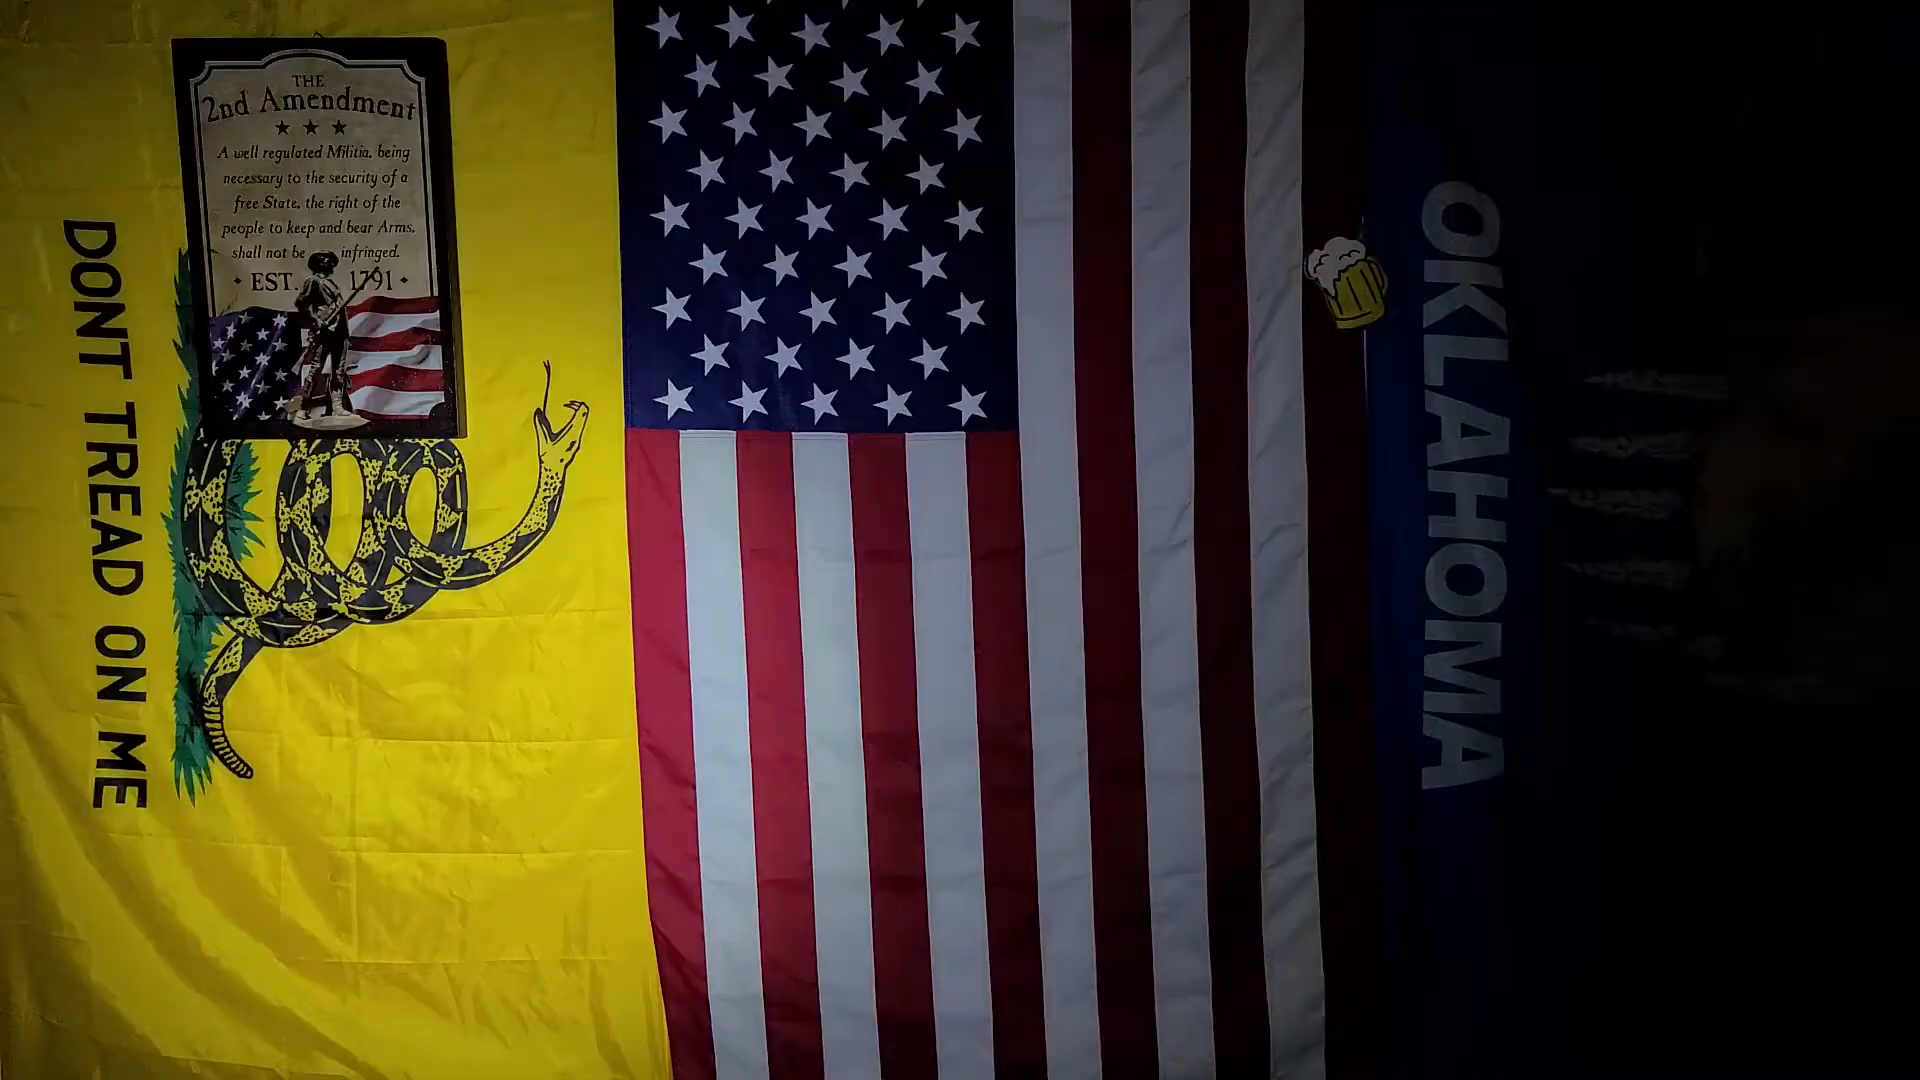 THE
2nd Amendment
A well regulated Militia, being
necessary to the security of a
free State, the right of the
people to keep and bear Arms,
shall not be infringed.
EST. 1791
DONT TREAD ON ME
OKLAHOMA